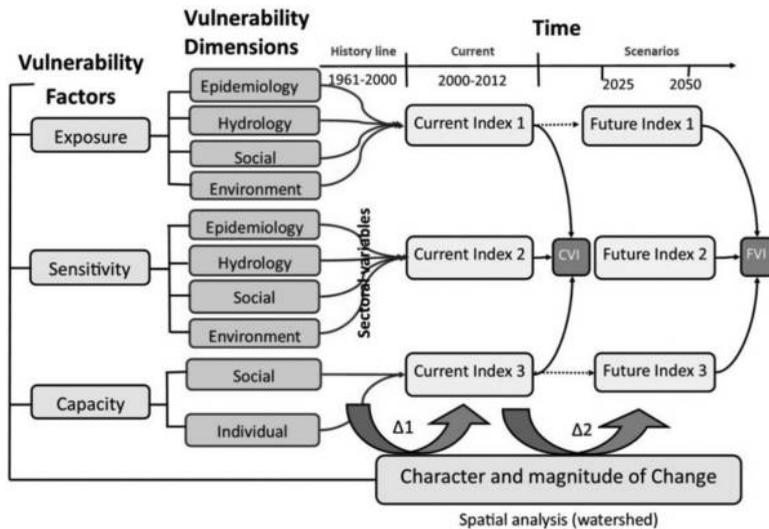 Vulnerability
Dimensions
Time
History line
Current
Scenarios
1961-2000
2000-2012
2025
2050
Vulnerability
Factors
Exposure
Epidemiology
Hydrology
Social
Environment
Current Index 1
Future Index 1
Sensitivity
Epidemiology
Hydrology
Social
Environment
Sectoral variables
Current Index 2
CVI
Future Index 2
FVI
Capacity
Social
Individual
Current Index 3
Future Index 3
Δ1
Δ2
Character and magnitude of Change
Spatial analysis (watershed)